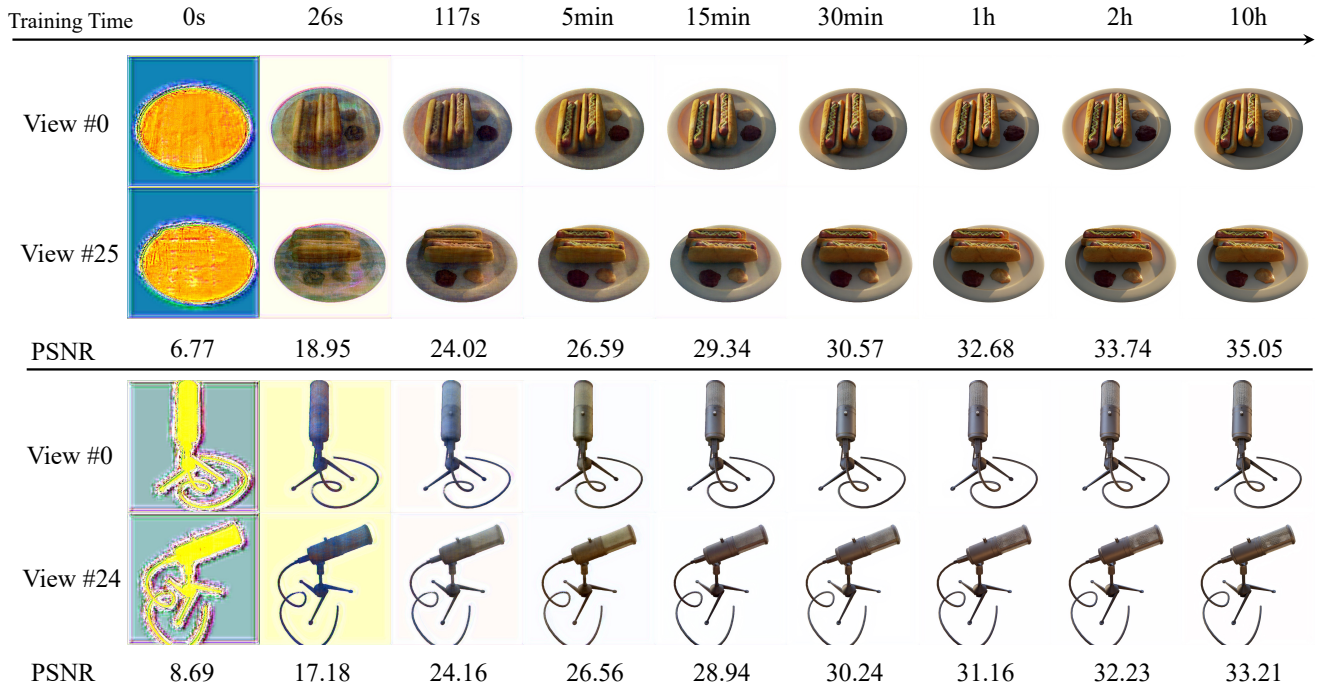 Training Time 0s 26s 117s 5min 15min 30min 1h 2h 10h
View #0
View #25
PSNR 6.77 18.95 24.02 26.59 29.34 30.57 32.68 33.74 35.05
View #0
View #24
PSNR 8.69 17.18 24.16 26.56 28.94 30.24 31.16 32.23 33.21